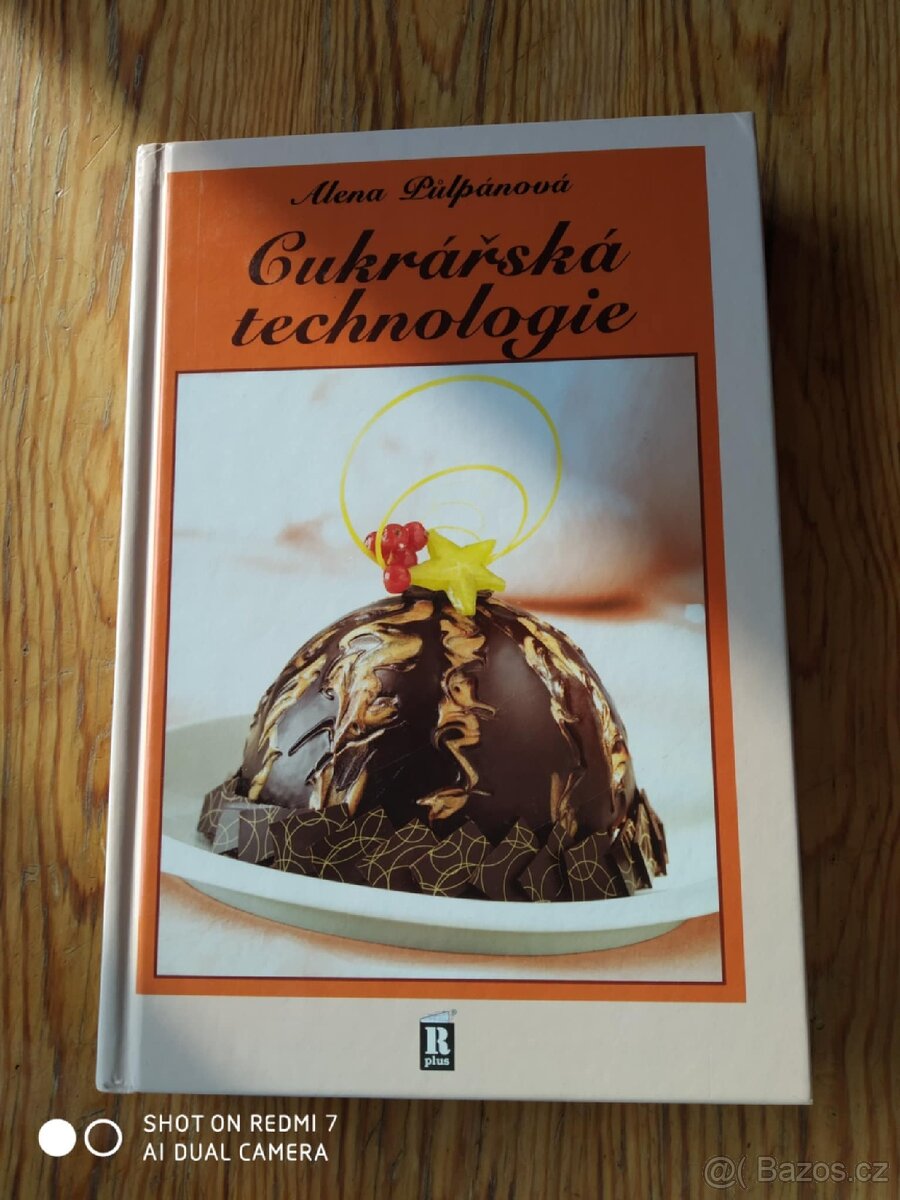 Alena Půlpánová
Cukrářská
technologie
R
plus
SHOT ON REDMI 7
AI DUAL CAMERA
@( Bazos.cz